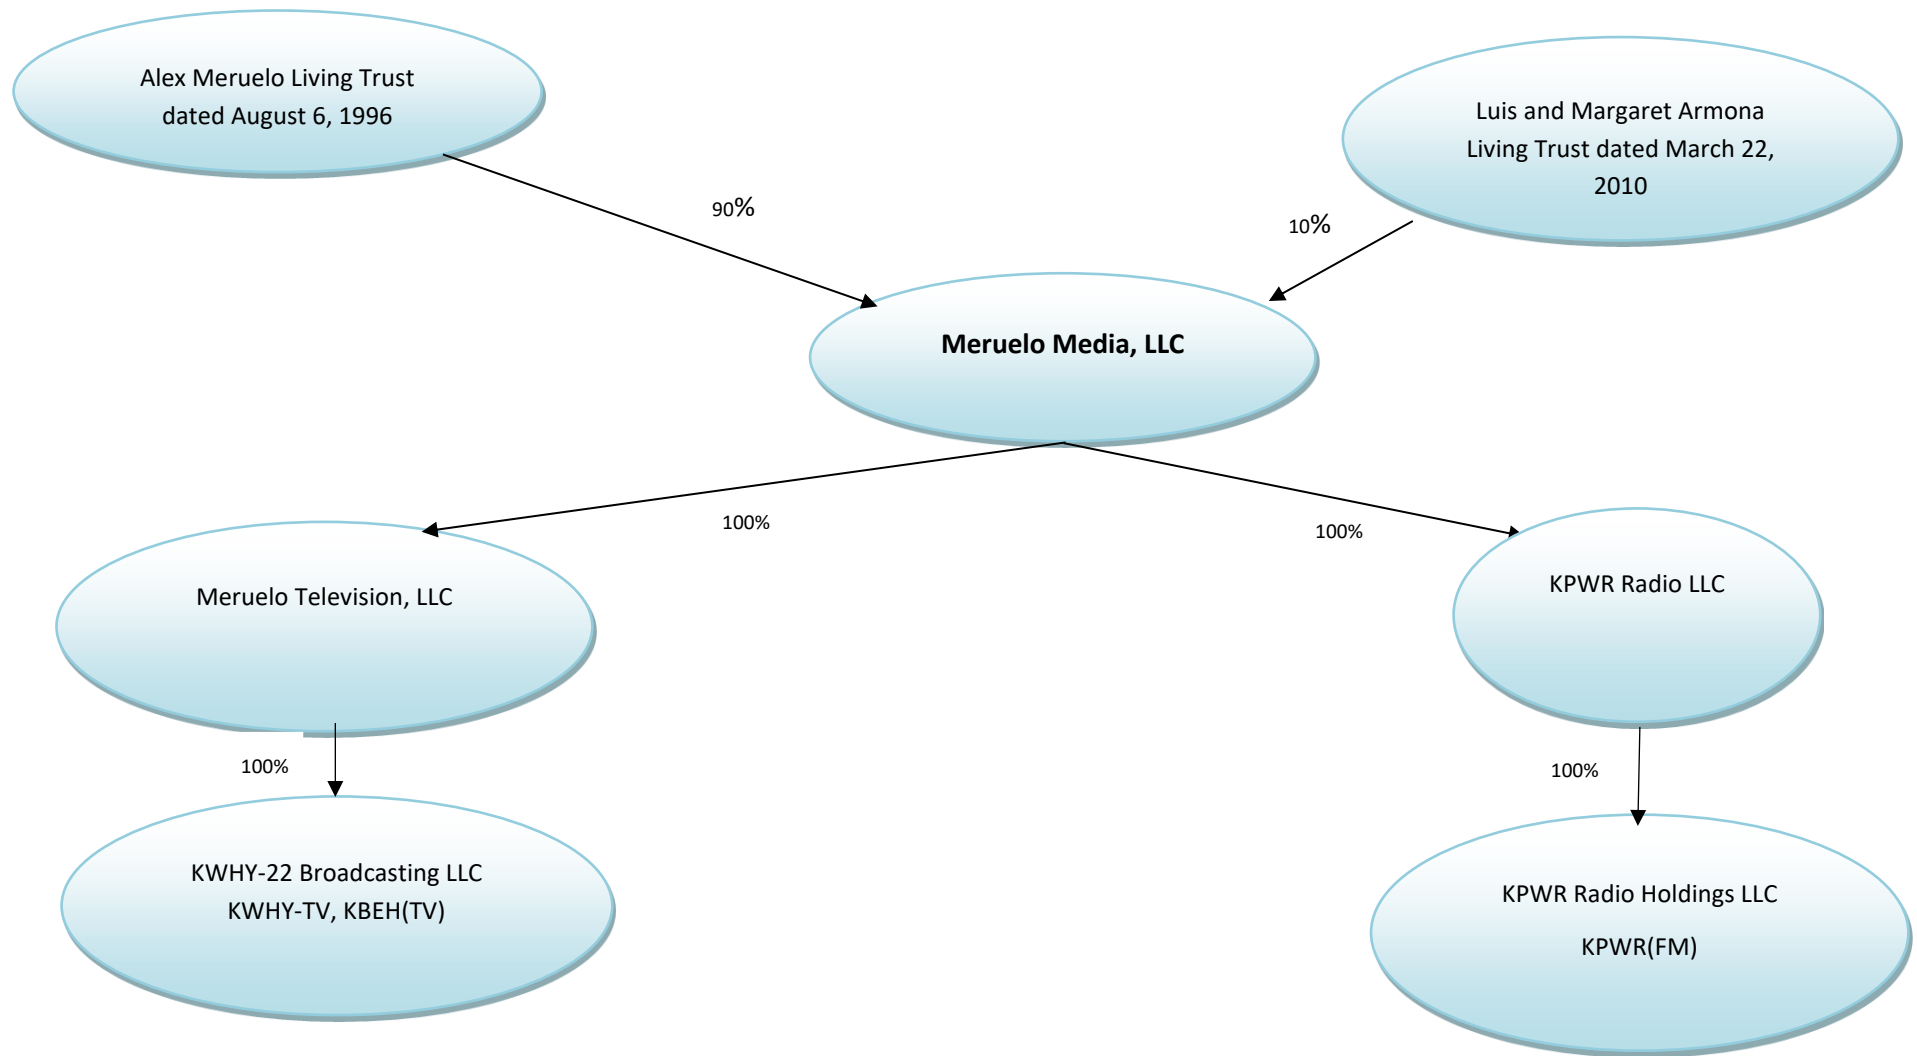 Alex Meruelo Living Trust
dated August 6, 1996
Luis and Margaret Armona
Living Trust dated March 22,
2010
90%
10%
Meruelo Media, LLC
100%
100%
Meruelo Television, LLC
KPWR Radio LLC
100%
100%
KWHY-22 Broadcasting LLC
KWHY-TV, KBEH(TV)
KPWR Radio Holdings LLC
KPWR(FM)